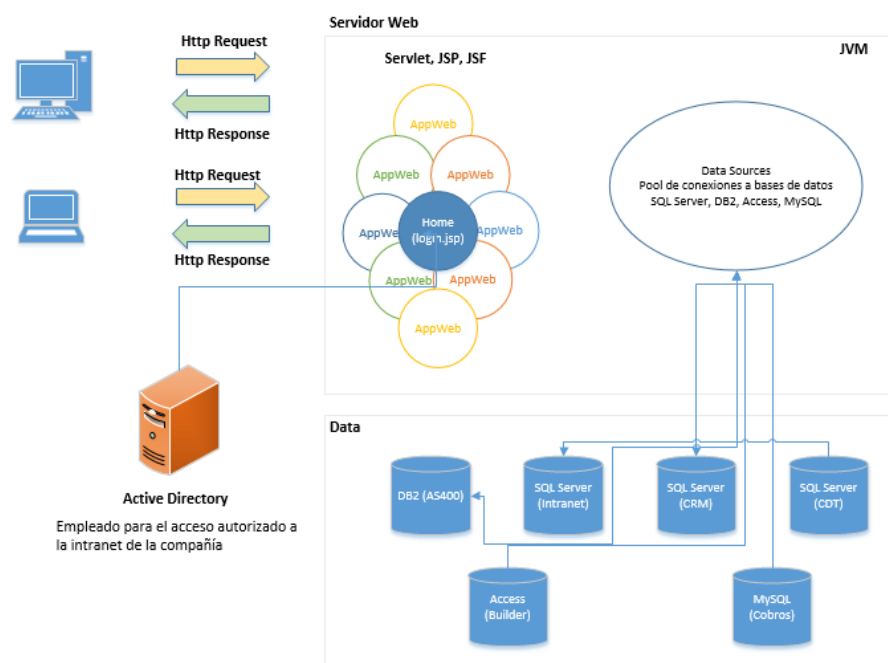 Servidor Web
Http Request
Http Response
Http Request
Http Response
JVM
Servlet, JSP, JSF
AppWeb
AppWeb
AppWeb
AppWeb
Home
(login.jsp)
AppWeb
AppWeb
AppWeb
AppWeb
Data Sources
Pool de conexiones a bases de datos
SQL Server, DB2, Access, MySQL
Active Directory
Empleado para el acceso autorizado a
la intranet de la compañía
Data
DB2 (AS400)
SQL Server
(Intranet)
SQL Server
(CRM)
SQL Server
(CDT)
Access
(Builder)
MySQL
(Cobros)